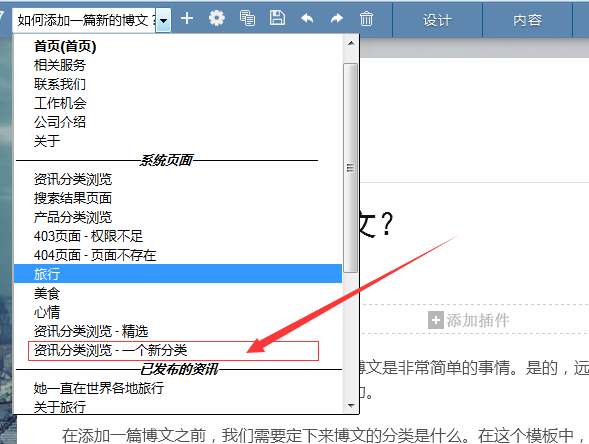 如何添加一篇新的博文？
设计
内容
首页(首页)
相关服务
联系我们
工作机会
公司介绍
关于
系统页面
资讯分类浏览
搜索结果页面
产品分类浏览
403页面 - 权限不足
404页面 - 页面不存在
旅行
美食
心情
资讯分类浏览 - 精选
资讯分类浏览 - 一个新分类
已发布的资讯
她一直在世界各地旅行
关于旅行
文？
添加插件
博文是非常简单的事情。是的，远
。
在添加一篇博文之前，我们需要定下来博文的分类是什么。在这个模板中，